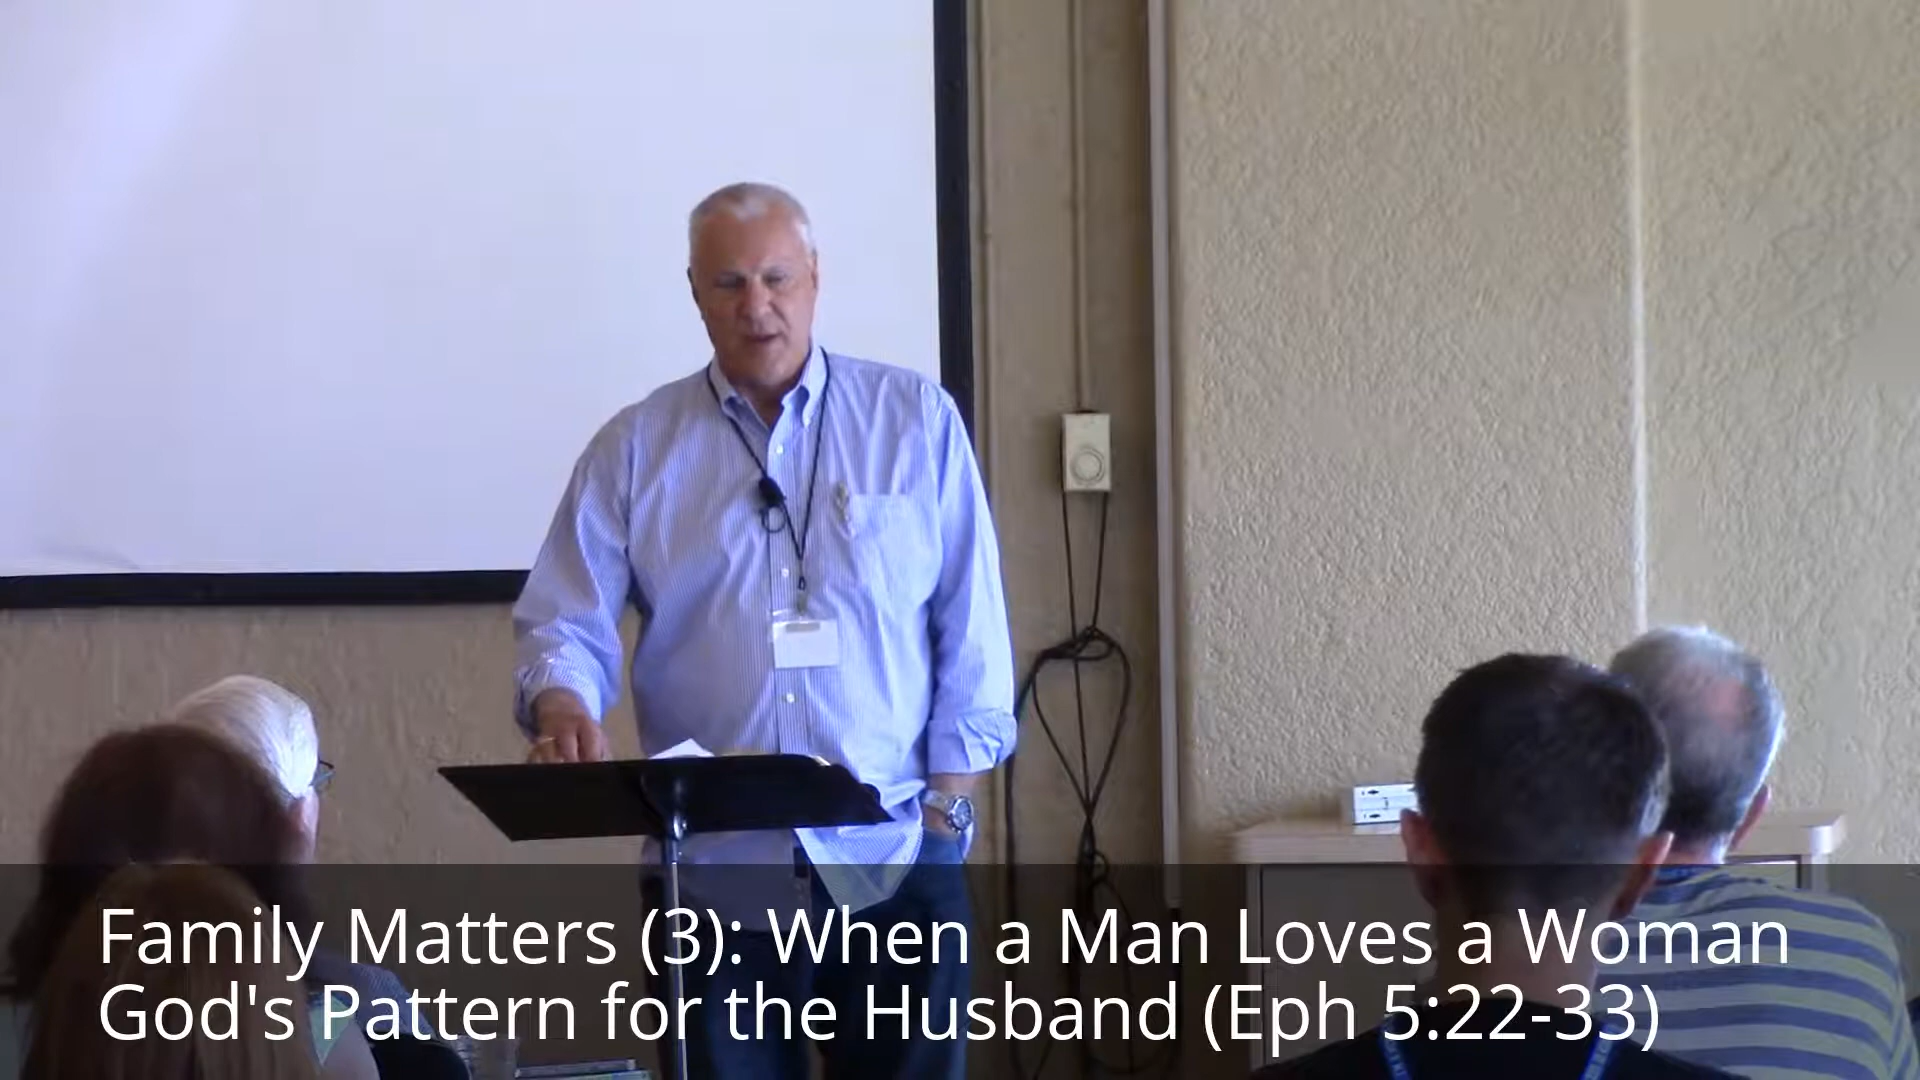 Family Matters (3): When a Man Loves a Woman
God's Pattern for the Husband (Eph 5:22-33)